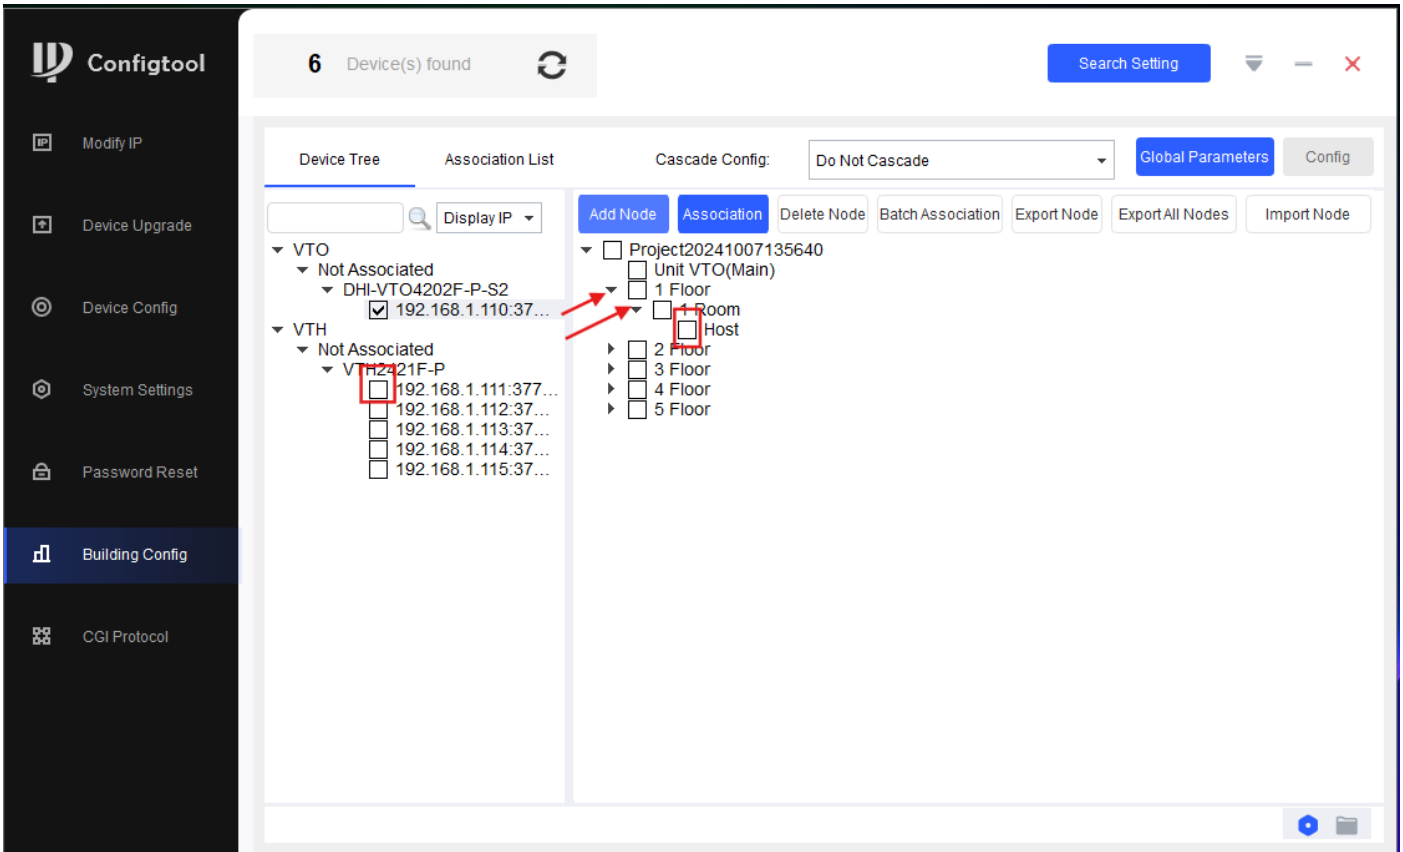 Configtool
6 Device(s) found
Search Setting
Modify IP
Device Upgrade
Device Config
System Settings
Password Reset
Building Config
CGI Protocol
Device Tree Association List Cascade Config: Do Not Cascade Global Parameters Config
Display IP
Add Node Association Delete Node Batch Association Export Node Export All Nodes Import Node
VTO
Not Associated
DHI-VTO4202F-P-S2
192.168.1.110:37...
VTH
Not Associated
VTH2421F-P
192.168.1.111:377...
192.168.1.112:37...
192.168.1.113:37...
192.168.1.114:37...
192.168.1.115:37...
Project20241007135640
Unit VTO(Main)
1 Floor
1 Room
Host
2 Floor
3 Floor
4 Floor
5 Floor